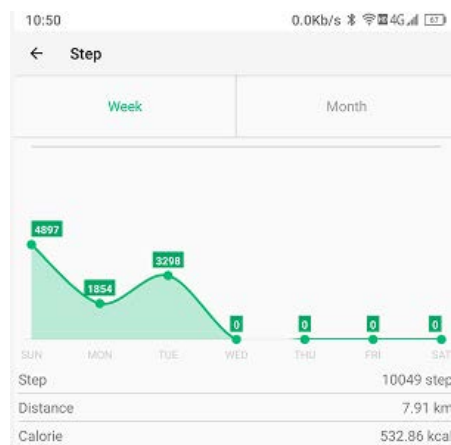 10:50 0.0Kb/s 4G 67
Step
Week Month
4897
3298
1854
0 0 0 0
SUN MON TUE WED THU FRI SAT
Step 10049 step
Distance 7.91 km
Calorie 532.86 kcal